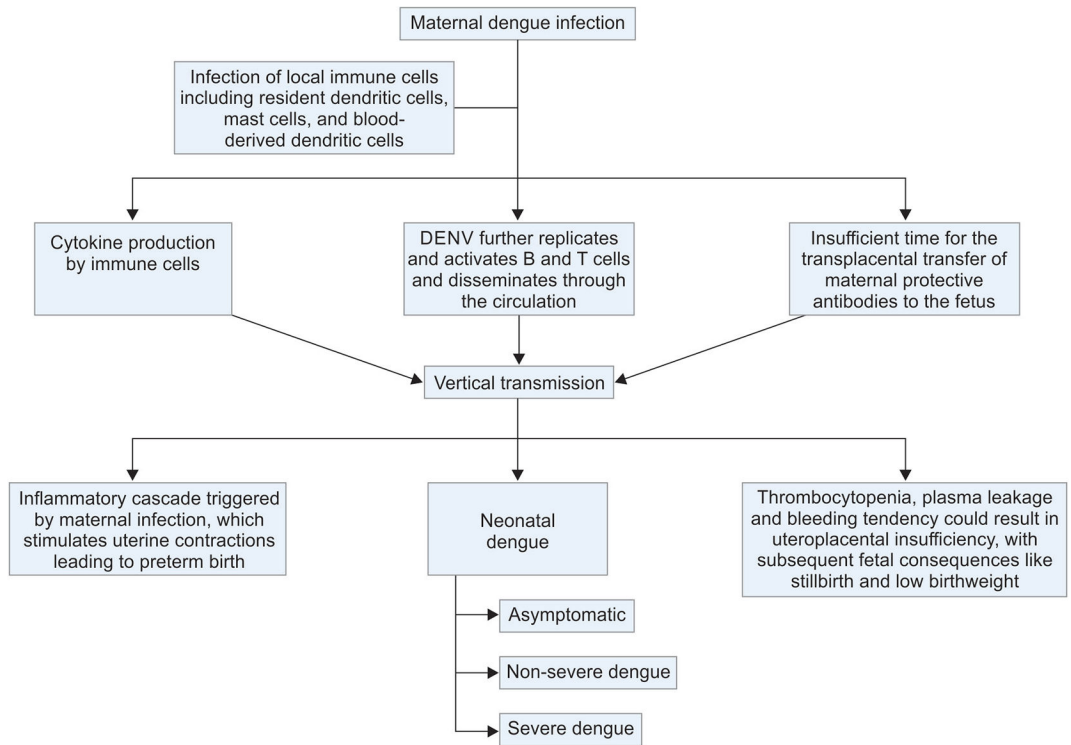 Maternal dengue infection
Infection of local immune cells
including resident dendritic cells,
mast cells, and blood-
derived dendritic cells
Cytokine production
by immune cells
DENV further replicates
and activates B and T cells
and disseminates through
the circulation
Insufficient time for the
transplacental transfer of
maternal protective
antibodies to the fetus
Vertical transmission
Inflammatory cascade triggered
by maternal infection, which
stimulates uterine contractions
leading to preterm birth
Neonatal
dengue
Thrombocytopenia, plasma leakage
and bleeding tendency could result in
uteroplacental insufficiency, with
subsequent fetal consequences like
stillbirth and low birthweight
Asymptomatic
Non-severe dengue
Severe dengue